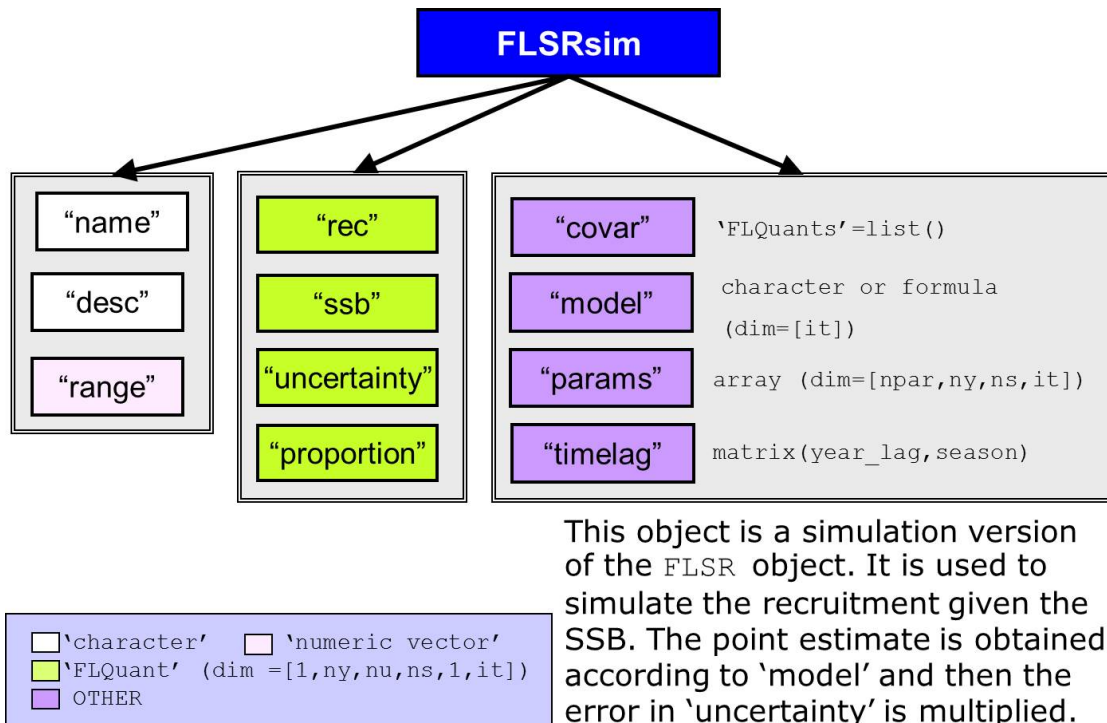 FLSRsim
“name”
“desc”
“range”
“rec”
“ssb”
“uncertainty”
“proportion”
“covar” ‘FLQuants’=list()
“model” character or formula
(dim=[it])
“params” array (dim=[npar,ny,ns,it])
“timelag” matrix(year_lag,season)
This object is a simulation version
of the FLSR object. It is used to
simulate the recruitment given the
SSB. The point estimate is obtained
according to ‘model’ and then the
error in ‘uncertainty’ is multiplied.
‘character’ ‘numeric vector’
‘FLQuant’ (dim =[1,ny,nu,ns,1,it])
OTHER